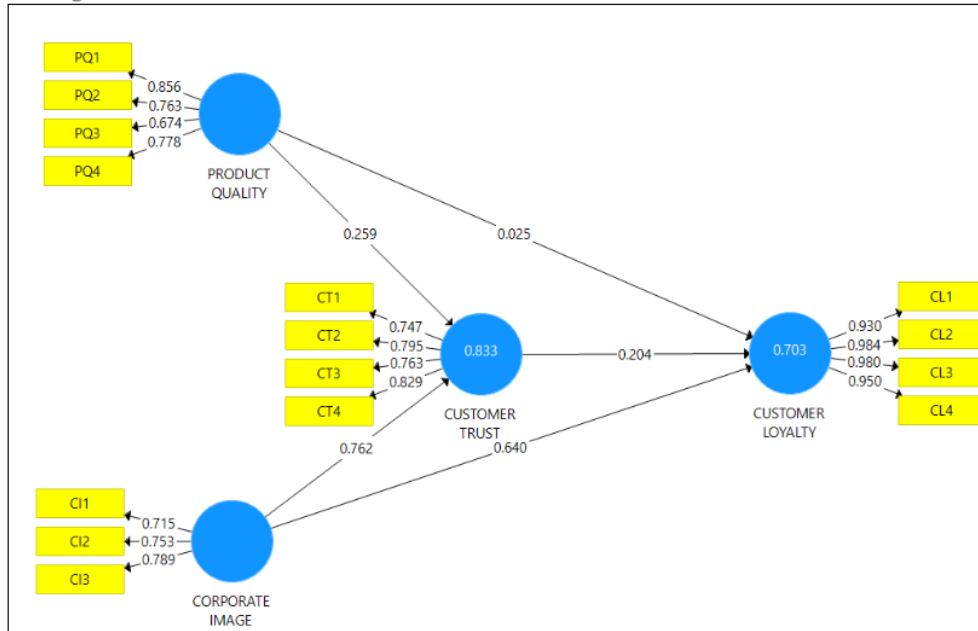 PQ1
PQ2
PQ3
PQ4
0.856
0.763
0.674
0.778
PRODUCT
QUALITY
0.259
0.025
CT1
CT2
CT3
CT4
0.747
0.795
0.763
0.829
0.833
CUSTOMER
TRUST
0.204
0.703
CUSTOMER
LOYALTY
0.930
0.984
0.980
0.950
CL1
CL2
CL3
CL4
0.762
0.640
CI1
CI2
CI3
0.715
0.753
0.789
CORPORATE
IMAGE